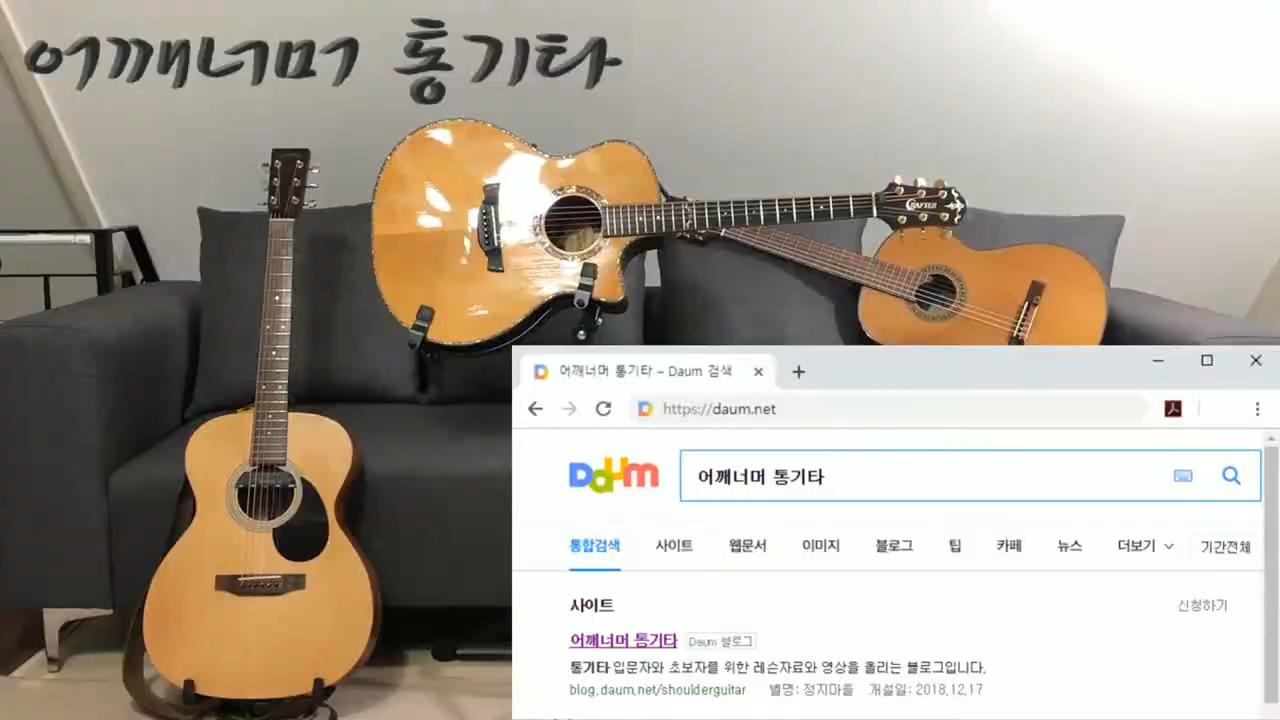 어깨너머 통기타
CRAFTER
어깨너머 통기타 – Daum 검색
https://daum.net
Daum
어깨너머 통기타
통합검색 사이트 웹문서 이미지 블로그 팁 카페 뉴스 더보기 기간전체
사이트 신청하기
어깨너머 통기타 Daum 블로그
통기타 입문자와 초보자를 위한 레슨자료와 영상을 올리는 블로그입니다.
blog.daum.net/shoulderguitar 별명: 정지마을 개설일: 2018.12.17